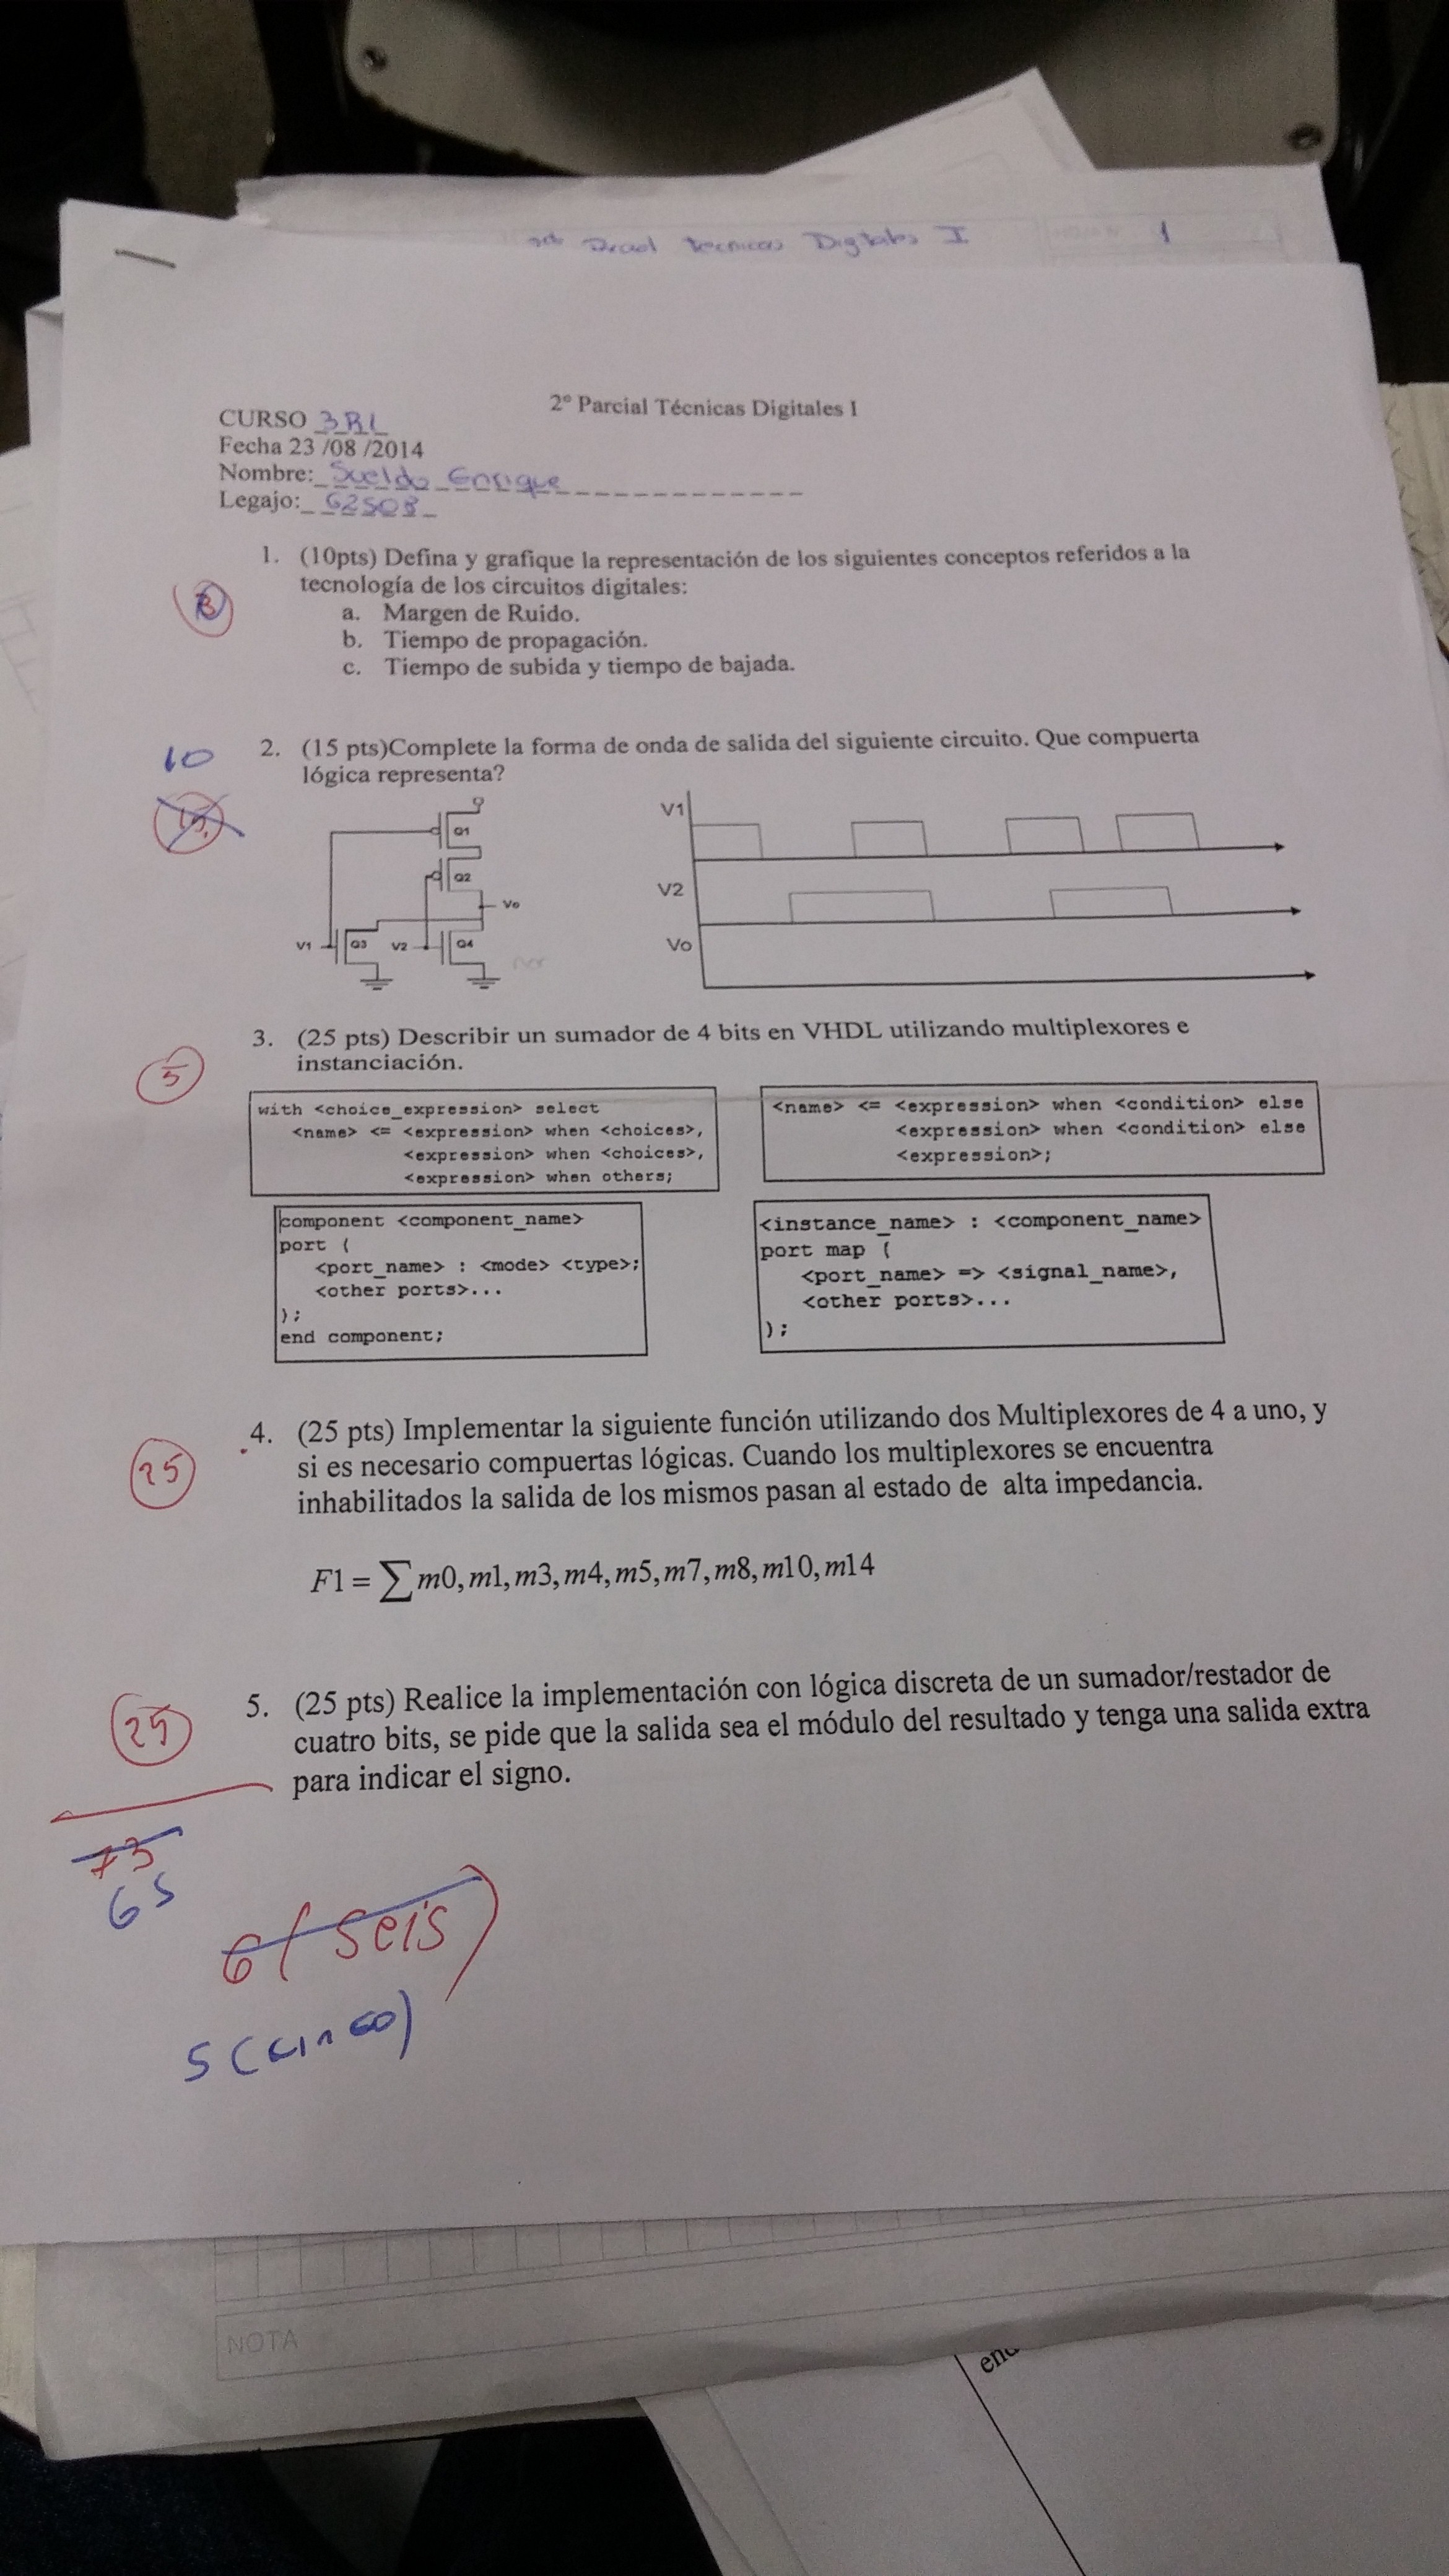 Tecnicas Digitales I 1
2º Parcial Técnicas Digitales I
CURSO 3R1
Fecha 23 /08 /2014
Nombre: Sueldo Enrique
Legajo: 62503
1. (10pts) Defina y grafique la representación de los siguientes conceptos referidos a la
tecnología de los circuitos digitales:
a. Margen de Ruido.
b. Tiempo de propagación.
c. Tiempo de subida y tiempo de bajada.
10
2. (15 pts)Complete la forma de onda de salida del siguiente circuito. Que compuerta
lógica representa?
15
Q1
Q2
Vo
V1 Q3 V2 Q4
V1
V2
Vo
3. (25 pts) Describir un sumador de 4 bits en VHDL utilizando multiplexores e
instanciación.
5
with <choice_expression> select
<name> <= <expression> when <choices>,
<expression> when <choices>,
<expression> when others;
<name> <= <expression> when <condition> else
<expression> when <condition> else
<expression>;
component <component_name>
port (
<port_name> : <mode> <type>;
<other ports>...
);
end component;
<instance_name> : <component_name>
port map (
<port_name> => <signal_name>,
<other ports>...
);
4. (25 pts) Implementar la siguiente función utilizando dos Multiplexores de 4 a uno, y
si es necesario compuertas lógicas. Cuando los multiplexores se encuentra
inhabilitados la salida de los mismos pasan al estado de alta impedancia.
25
F1 = ∑ m0, m1, m3, m4, m5, m7, m8, m10, m14
5. (25 pts) Realice la implementación con lógica discreta de un sumador/restador de
cuatro bits, se pide que la salida sea el módulo del resultado y tenga una salida extra
para indicar el signo.
25
73
65
6 (seis)
5 (cinco)
NOTA